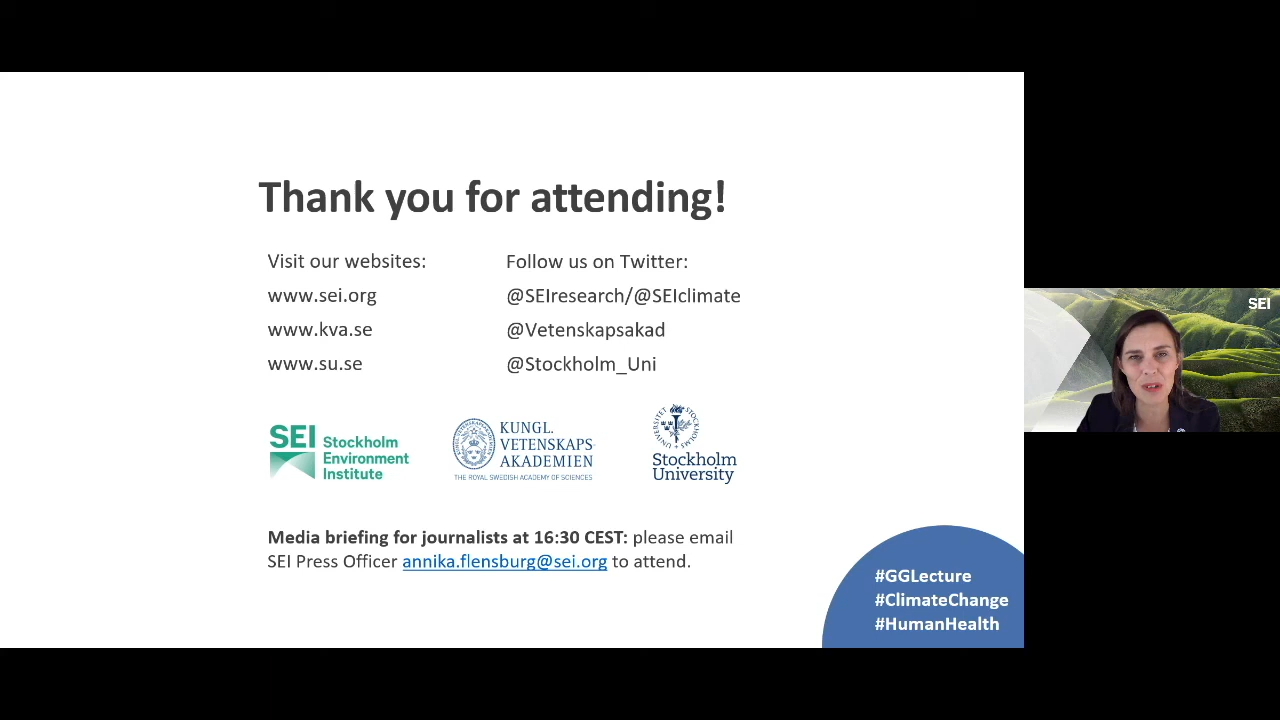 Thank you for attending!
Visit our websites:
www.sei.org
www.kva.se
www.su.se
Follow us on Twitter:
@SEIresearch/@SEIclimate
@Vetenskapsakad
@Stockholm_Uni
SEI Stockholm
Environment
Institute
KUNGL.
VETENSKAPS-
AKADEMIEN
THE ROYAL SWEDISH ACADEMY OF SCIENCES
STOCKHOLMS UNIVERSITET
Stockholm
University
Media briefing for journalists at 16:30 CEST: please email
SEI Press Officer annika.flensburg@sei.org to attend.
#GGLecture
#ClimateChange
#HumanHealth
SEI